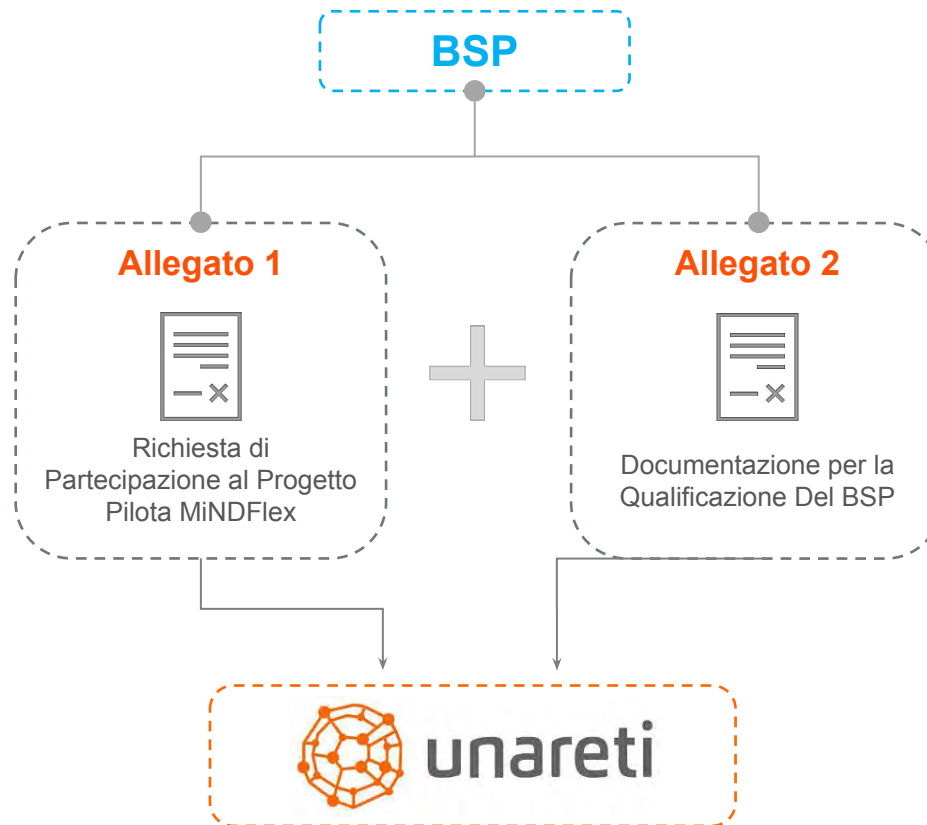 BSP
Allegato 1
Richiesta di
Partecipazione al Progetto
Pilota MiNDFlex
Allegato 2
Documentazione per la
Qualificazione Del BSP
unareti